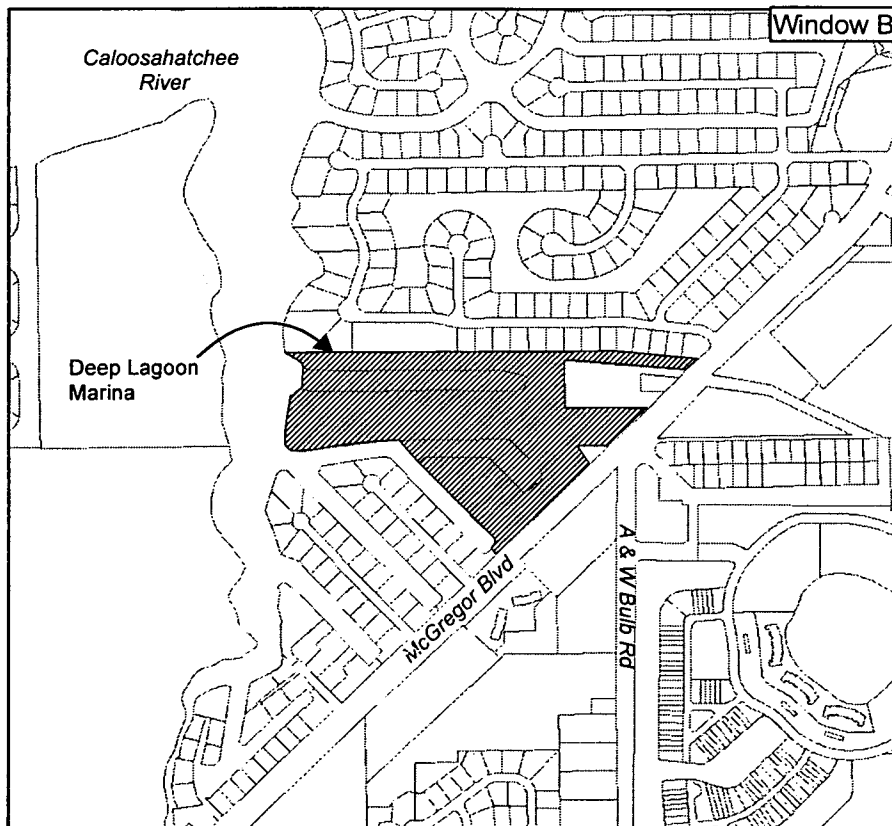 Window B
Caloosahatchee
River
Deep Lagoon
Marina
McGregor Blvd
A & W Bulb Rd